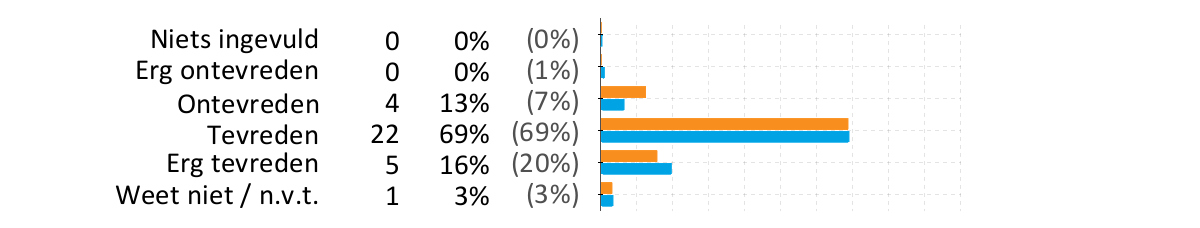 Niets ingevuld 0 0% (0%)
Erg ontevreden 0 0% (1%)
Ontevreden 4 13% (7%)
Tevreden 22 69% (69%)
Erg tevreden 5 16% (20%)
Weet niet / n.v.t. 1 3% (3%)